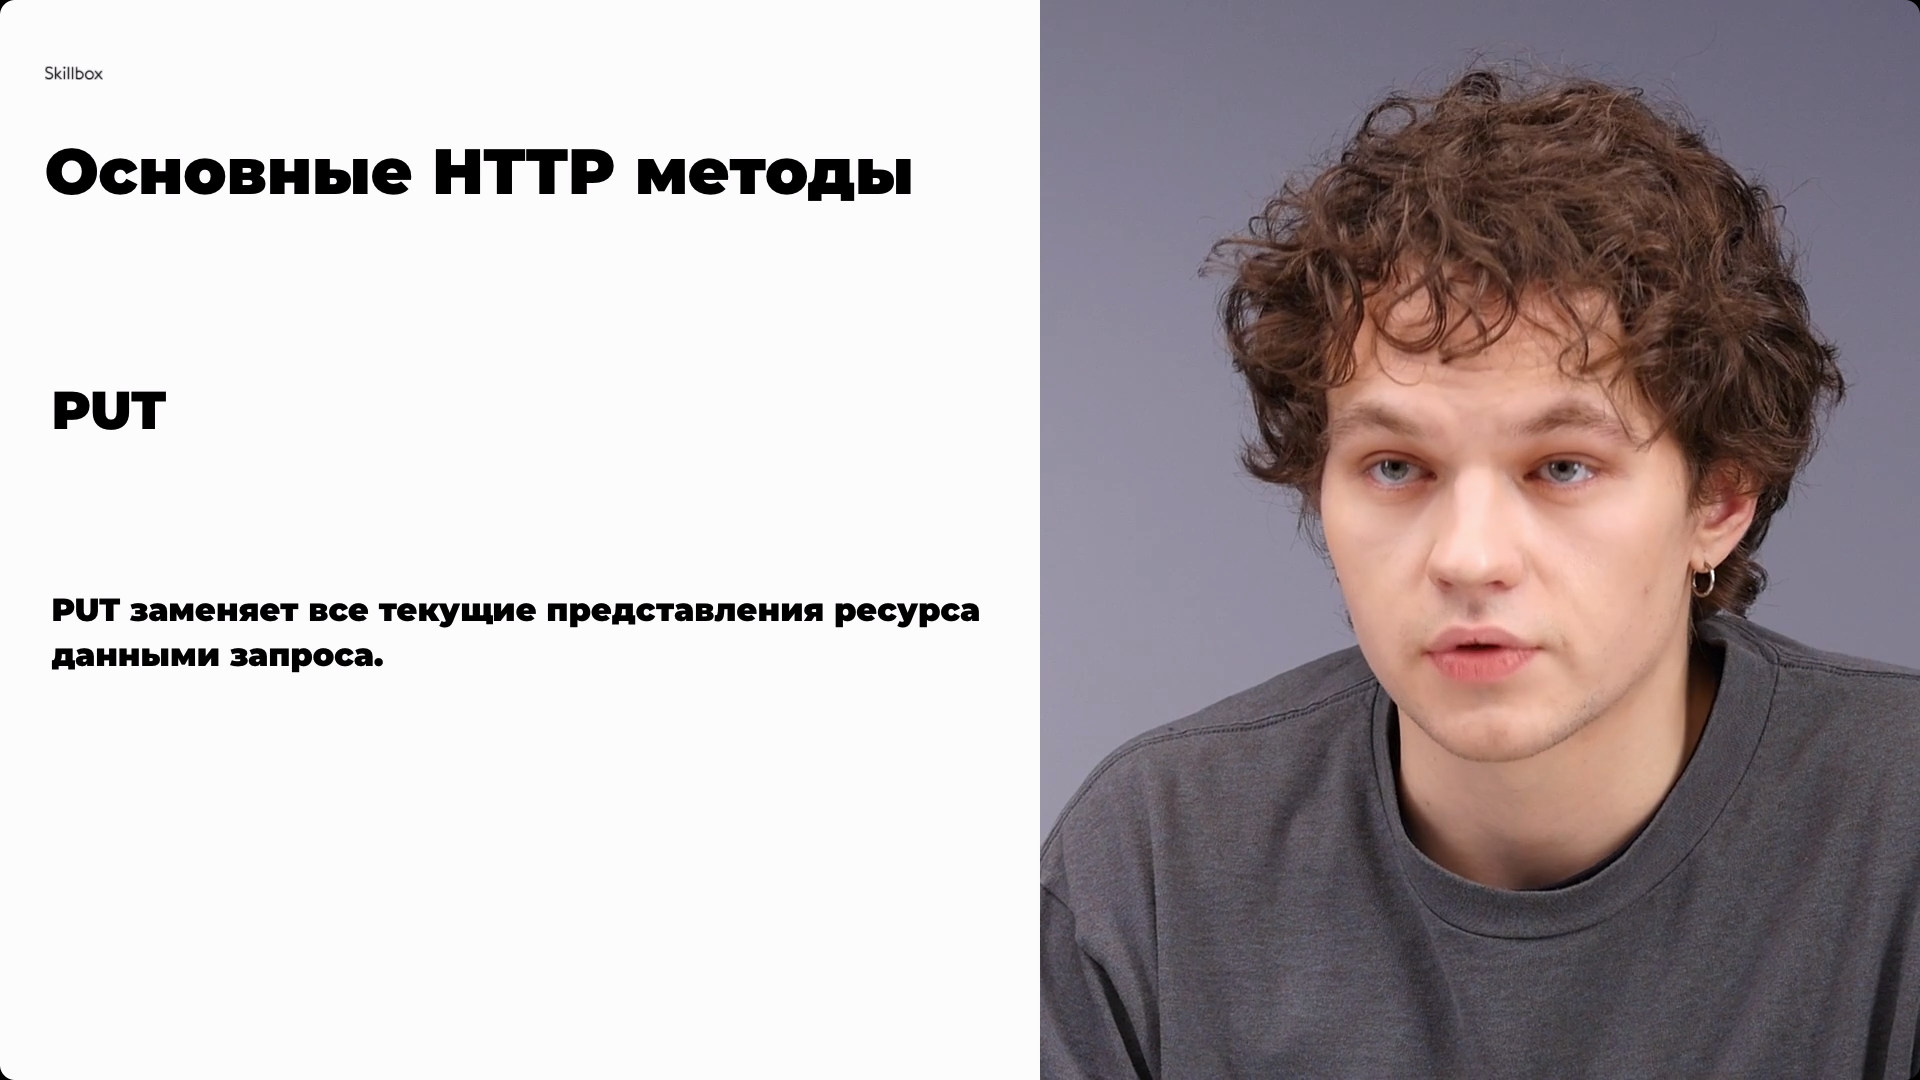 Skillbox
Основные HTTP методы
PUT
PUT заменяет все текущие представления ресурса
данными запроса.